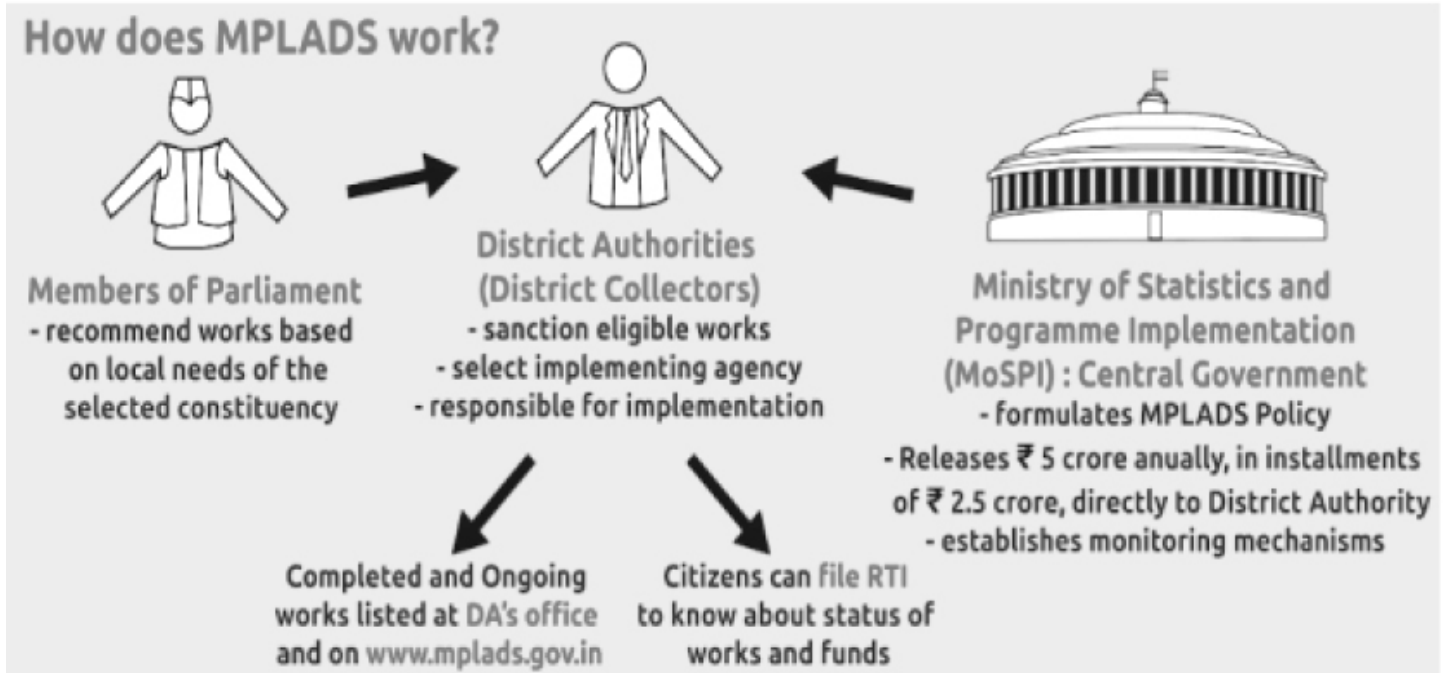 How does MPLADS work?
Members of Parliament
- recommend works based
on local needs of the
selected constituency
District Authorities
(District Collectors)
- sanction eligible works
- select implementing agency
- responsible for implementation
Ministry of Statistics and
Programme Implementation
(MoSPI) : Central Government
- formulates MPLADS Policy
- Releases ₹ 5 crore anually, in installments
of ₹ 2.5 crore, directly to District Authority
- establishes monitoring mechanisms
Completed and Ongoing
works listed at DA's office
and on www.mplads.gov.in
Citizens can file RTI
to know about status of
works and funds